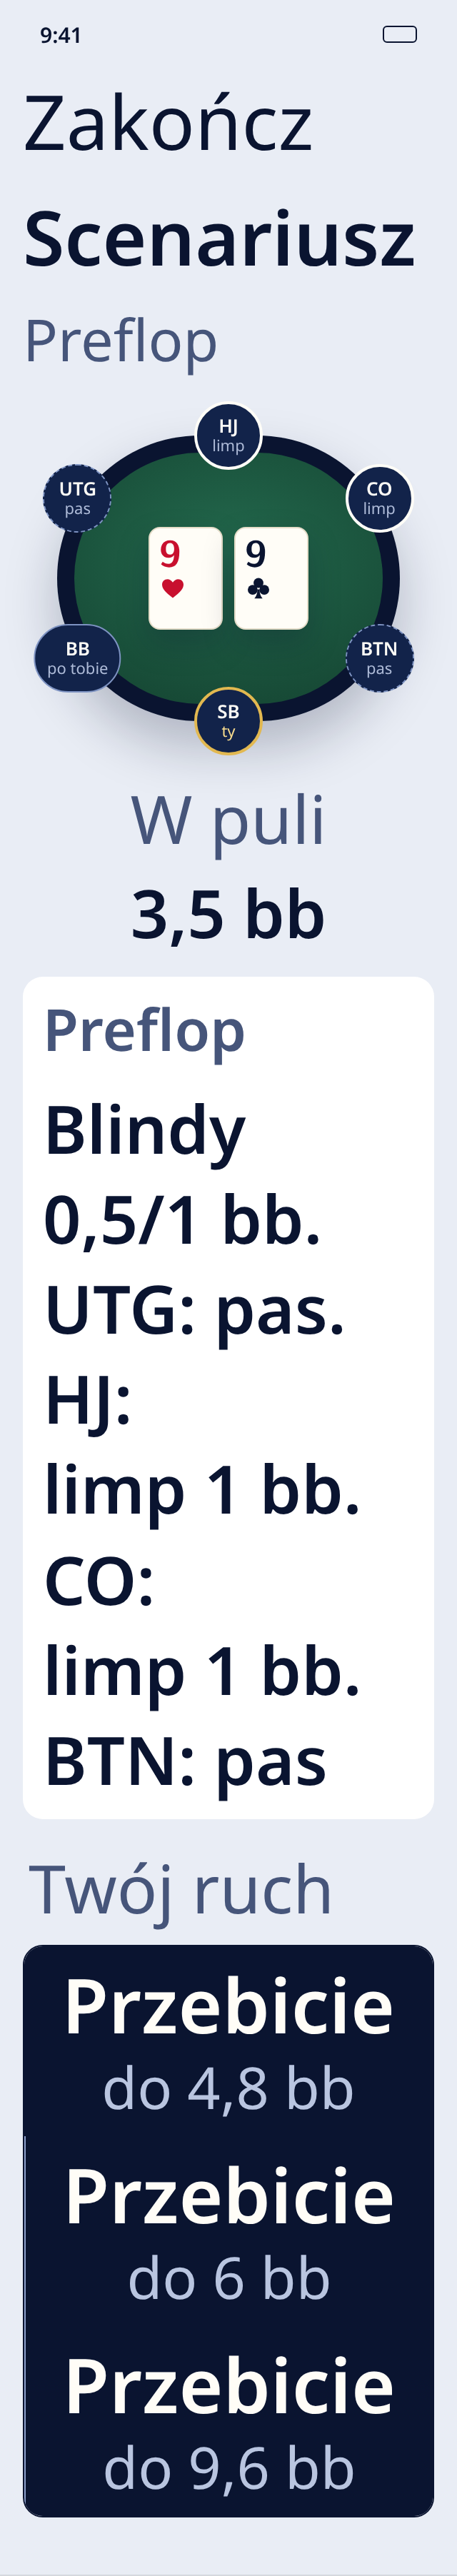 9:41
Zakończ
Scenariusz
Preflop
HJ
limp
UTG
pas
CO
limp
9
9
BB
po tobie
BTN
pas
SB
ty
W puli
3,5 bb
Preflop
Blindy
0,5/1 bb.
UTG: pas.
HJ:
limp 1 bb.
CO:
limp 1 bb.
BTN: pas
Twój ruch
Przebicie
do 4,8 bb
Przebicie
do 6 bb
Przebicie
do 9,6 bb